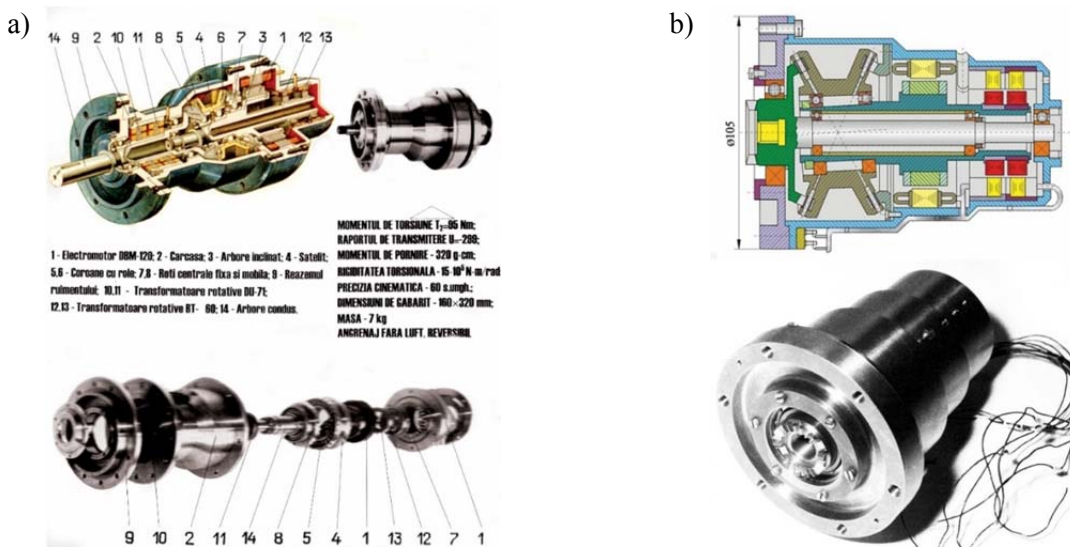 a)
14 9 2 10 11 8 5 4 6 7 3 1 12 13
MOMENTUL DE TORSIUNE T₂=95 Nm;
RAPORTUL DE TRANSMITERE U=-289;
MOMENTUL DE PORNIRE - 320 g·cm;
RIGIDITATEA TORSIONALA - 15·10⁶ N·m/rad;
PRECIZIA CINEMATICA - 60 s.ungh.;
DIMENSIUNI DE GABARIT - 160×320 mm;
MASA - 7 kg
ANGRENAJ FARA LUFT, REVERSIBIL
1 - Electromotor DBM-120; 2 - Carcasa; 3 - Arbore inclinat; 4 - Satelit;
5,6 - Coroane cu role; 7,8 - Roti centrale fixa si mobila; 9 - Reazemul
rulmentului; 10,11 - Transformatoare rotative DU-71;
12,13 - Transformatoare rotative BT- 60; 14 - Arbore condus.
9 10 2 11 14 8 5 4 1 13 12 7 1
b)
ø105